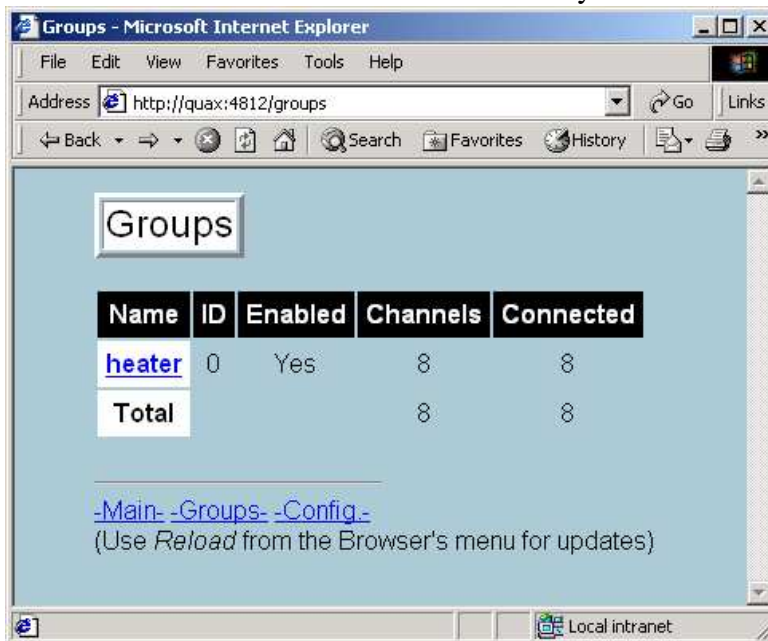 Groups - Microsoft Internet Explorer
File Edit View Favorites Tools Help
Address http://quax:4812/groups Go Links
Back Search Favorites History »
Groups
Name ID Enabled Channels Connected
heater 0 Yes 8 8
Total 8 8
-Main- -Groups- -Config.-
(Use Reload from the Browser's menu for updates)
Local intranet